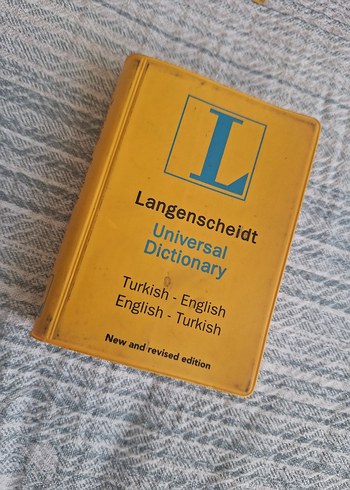 L
Langenscheidt
Universal
Dictionary
Turkish - English
English - Turkish
New and revised edition